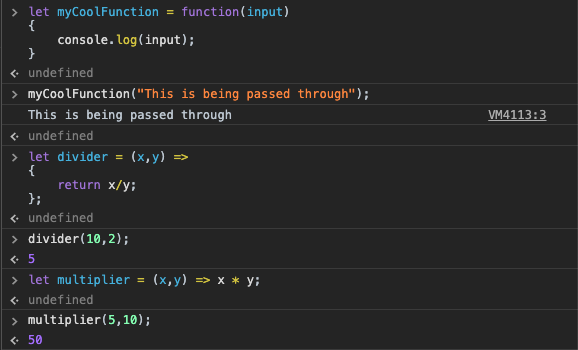 > let myCoolFunction = function(input)
{
    console.log(input);
}
<· undefined
> myCoolFunction("This is being passed through");
This is being passed through VM4113:3
<· undefined
> let divider = (x,y) =>
{
    return x/y;
};
<· undefined
> divider(10,2);
<· 5
> let multiplier = (x,y) => x * y;
<· undefined
> multiplier(5,10);
<· 50